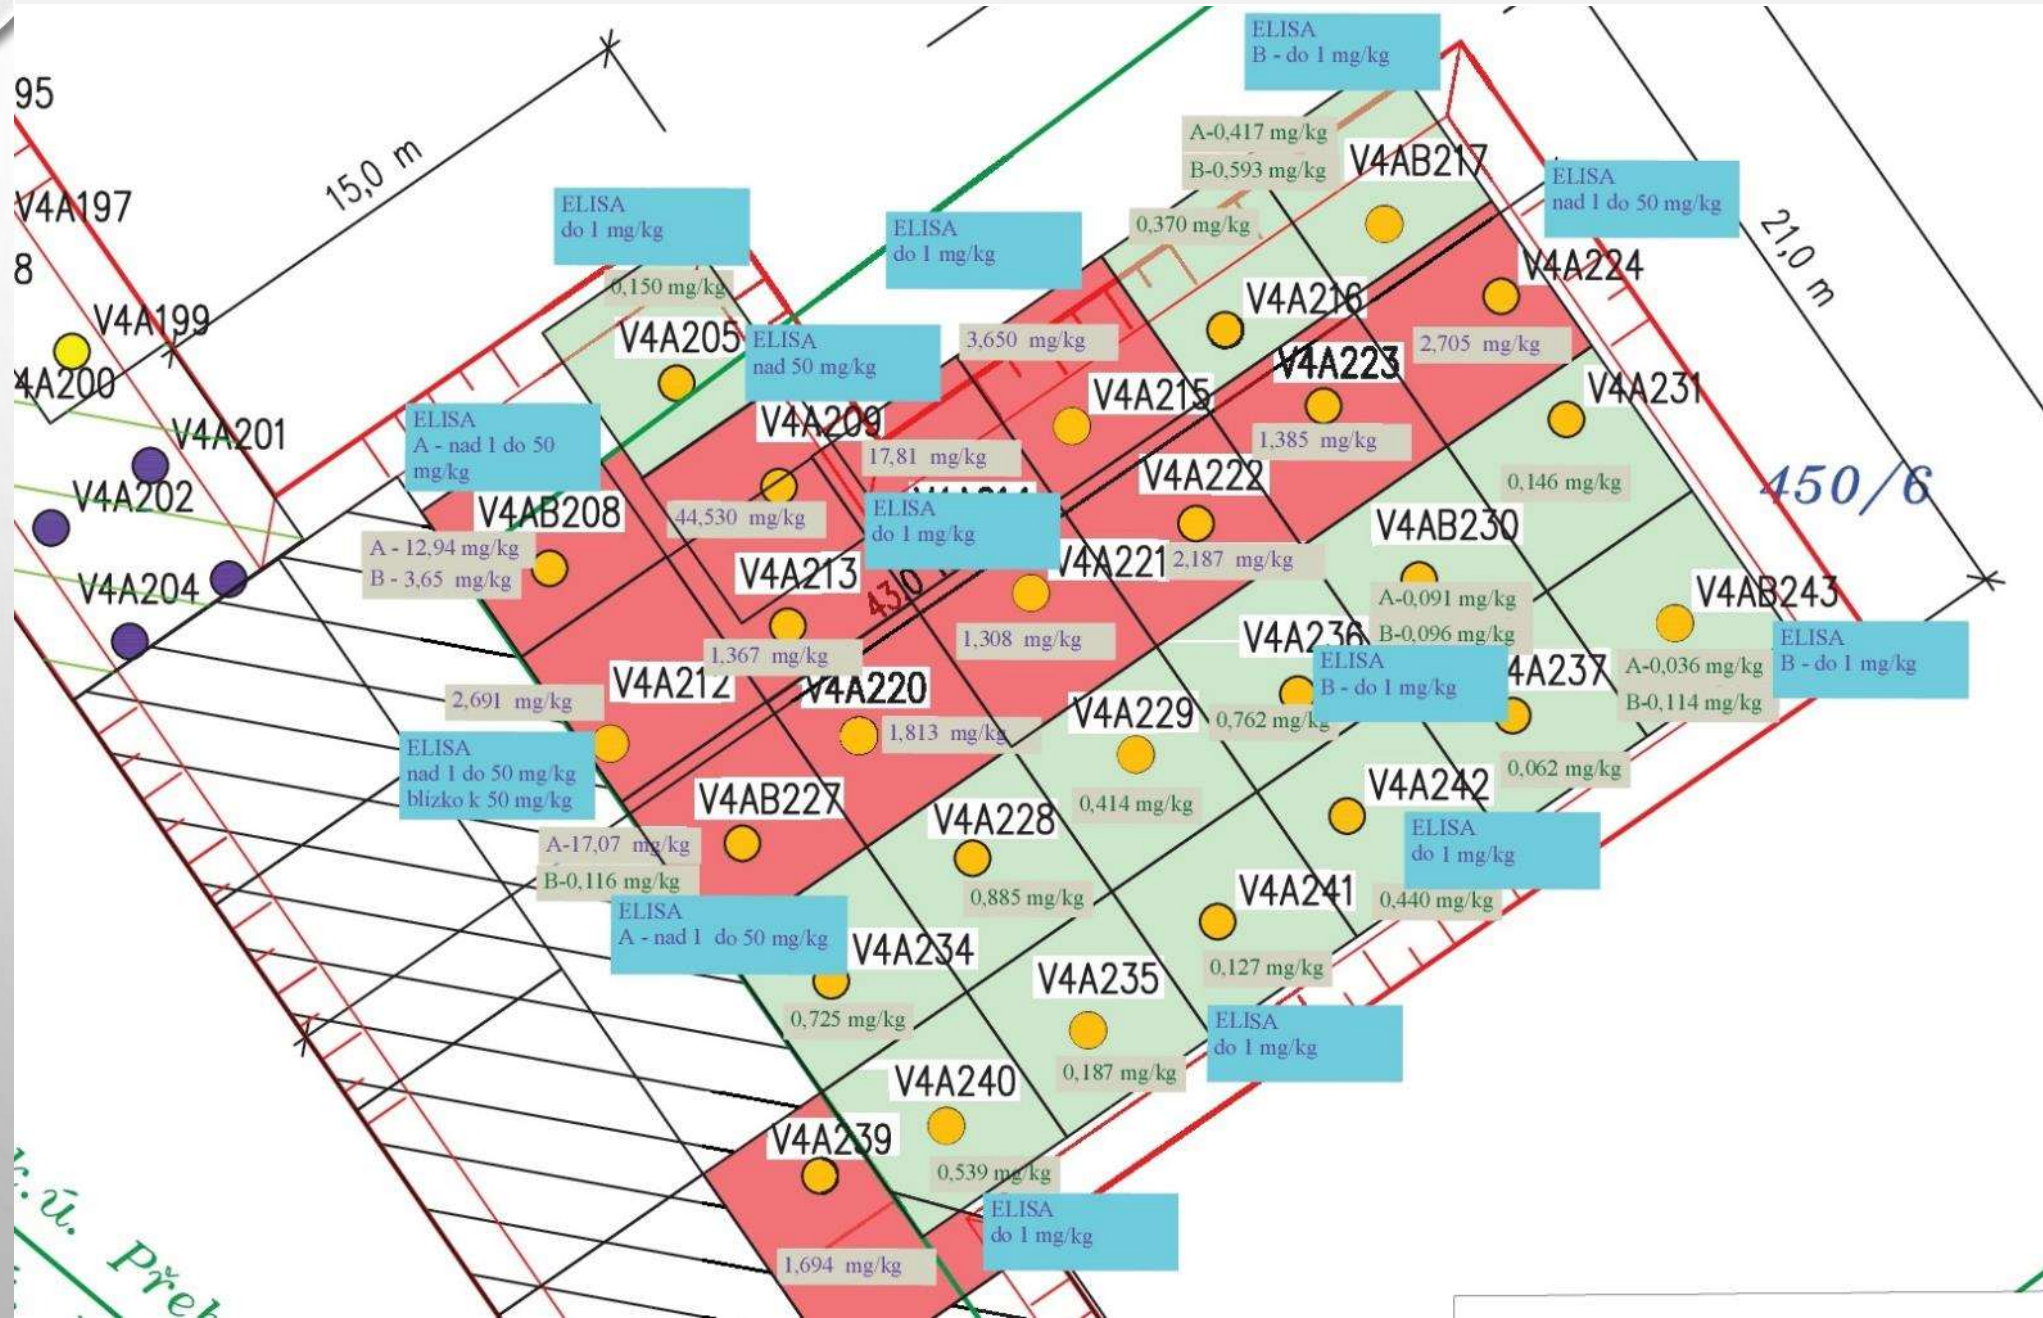 95
V4A197
8
V4A199
4A200
V4A201
V4A202
V4A204
15,0 m
ELISA
do 1 mg/kg
0,150 mg/kg
V4A205
ELISA
do 1 mg/kg
ELISA
B - do 1 mg/kg
A-0,417 mg/kg
B-0,593 mg/kg
V4AB217
0,370 mg/kg
V4A216
ELISA
nad 1 do 50 mg/kg
V4A224
2,705 mg/kg
21,0 m
ELISA
nad 50 mg/kg
3,650 mg/kg
V4A215
V4A223
1,385 mg/kg
V4A231
0,146 mg/kg
450/6
ELISA
A - nad 1 do 50
mg/kg
V4A209
17,81 mg/kg
V4AB208
44,530 mg/kg
ELISA
do 1 mg/kg
V4A222
2,187 mg/kg
V4AB230
A-0,091 mg/kg
B-0,096 mg/kg
A - 12,94 mg/kg
B - 3,65 mg/kg
V4A213
1,367 mg/kg
43,0
V4A221
1,308 mg/kg
V4A236
0,762 mg/kg
ELISA
B - do 1 mg/kg
4A237
0,062 mg/kg
V4AB243
A-0,036 mg/kg
B-0,114 mg/kg
ELISA
B - do 1 mg/kg
2,691 mg/kg
V4A212
V4A220
1,813 mg/kg
V4A229
0,414 mg/kg
ELISA
nad 1 do 50 mg/kg
blízko k 50 mg/kg
V4AB227
A-17,07 mg/kg
B-0,116 mg/kg
V4A228
0,885 mg/kg
V4A242
0,440 mg/kg
ELISA
do 1 mg/kg
V4A241
0,127 mg/kg
ELISA
A - nad 1 do 50 mg/kg
V4A234
0,725 mg/kg
V4A235
0,187 mg/kg
ELISA
do 1 mg/kg
V4A240
0,539 mg/kg
V4A239
1,694 mg/kg
ELISA
do 1 mg/kg
k.ú. Přeh